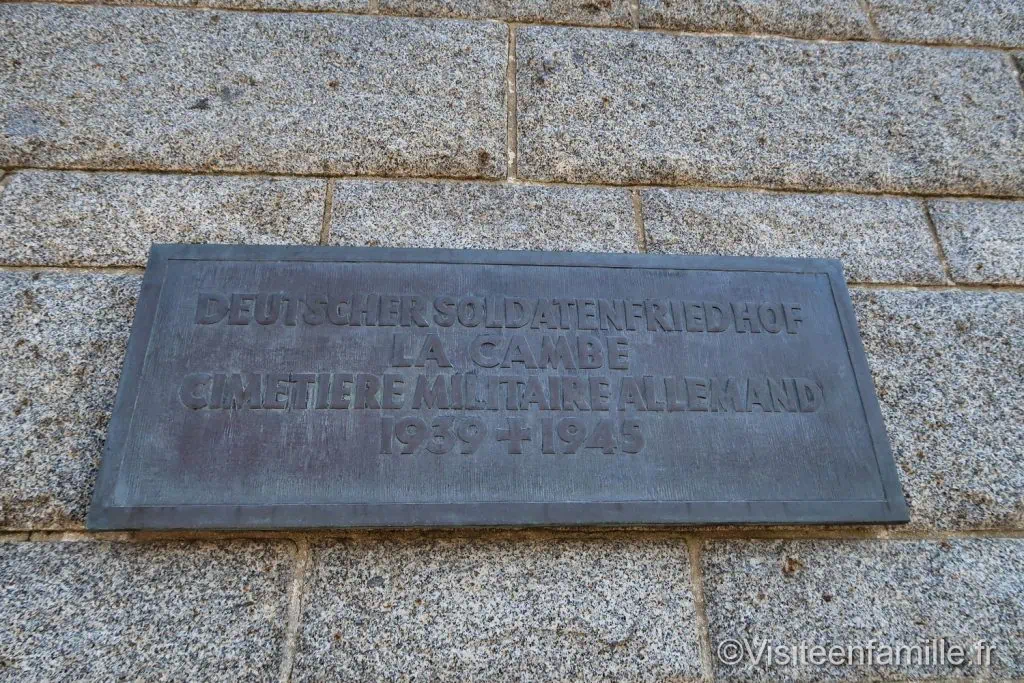 DEUTSCHER SOLDATENFRIEDHOF
LA CAMBE
CIMETIERE MILITAIRE ALLEMAND
1939 + 1945
©Visiteenfamille.fr